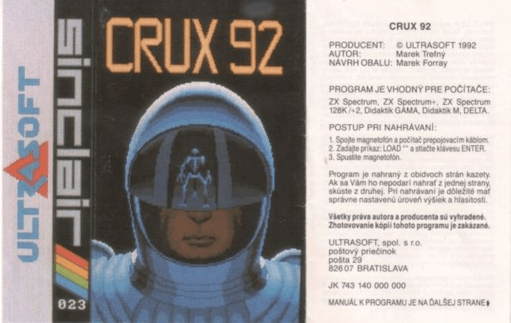 ULTRASOFT
sinclair
023
CRUX 92
CRUX 92
PRODUCENT: © ULTRASOFT 1992
AUTOR: Marek Trefný
NÁVRH OBALU: Marek Forray
PROGRAM JE VHODNÝ PRE POČÍTAČE:
ZX Spectrum, ZX Spectrum+, ZX Spectrum
128K /+2, Didaktik GAMA, Didaktik M, DELTA.
POSTUP PRI NAHRÁVANÍ:
1. Spojte magnetofón a počítač prepojovacím káblom.
2. Zadajte príkaz: LOAD "" a stlačte klávesu ENTER.
3. Spustite magnetofón.
Program je nahraný z obidvoch strán kazety.
Ak sa Vám ho nepodarí nahrať z jednej strany,
skúste z druhej. Pri nahrávaní je dôležité mať
správne nastavenú úroveň výšiek a hlasitosti.
Všetky práva autora a producenta sú vyhradené.
Zhotovovanie kópií tohoto programu je zakázané.
ULTRASOFT, spol. s r.o.
poštový priečinok
pošta 29
826 07 BRATISLAVA
JK 743 140 000 000
MANUÁL K PROGRAMU JE NA ĎALŠEJ STRANE